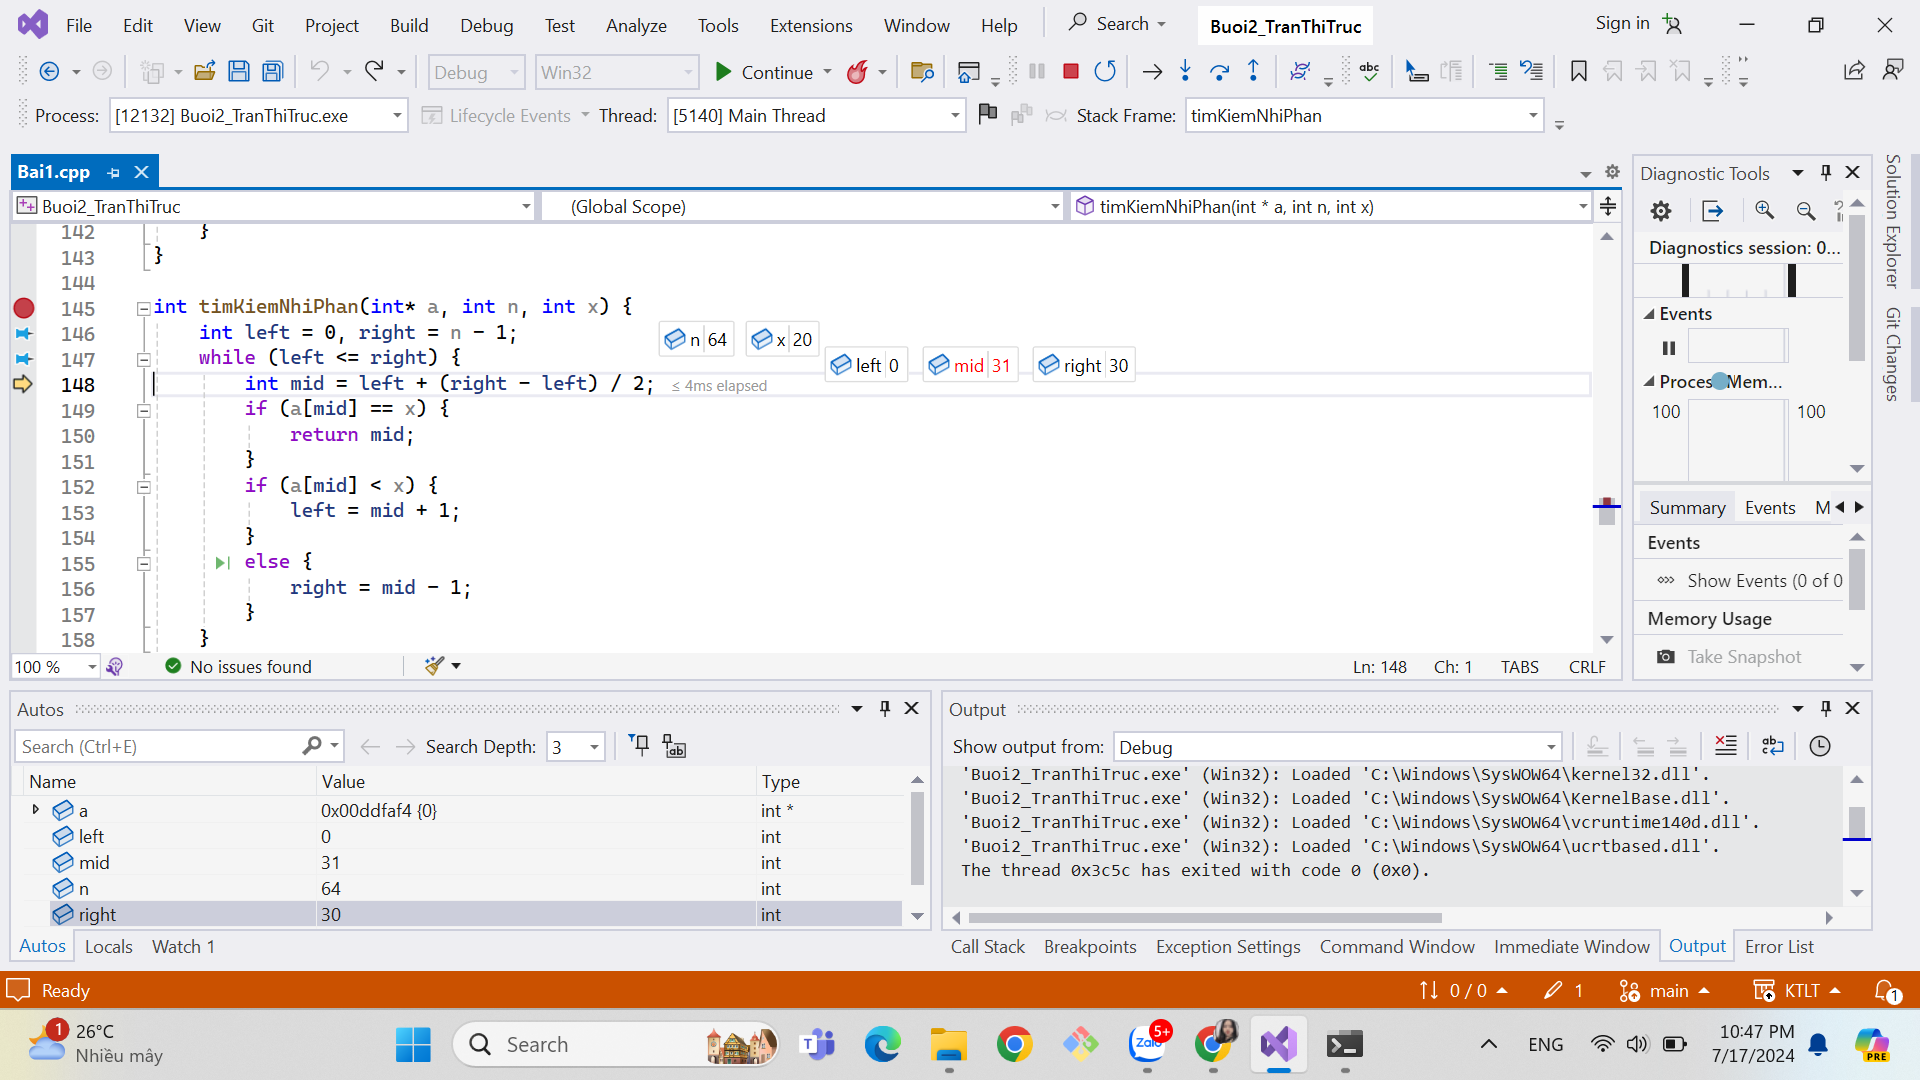 File Edit View Git Project Build Debug Test Analyze Tools Extensions Window Help Search Buoi2_TranThiTruc Sign in
Debug Win32 Continue
Process: [12132] Buoi2_TranThiTruc.exe Lifecycle Events Thread: [5140] Main Thread Stack Frame: timKiemNhiPhan
Bai1.cpp
Buoi2_TranThiTruc (Global Scope) timKiemNhiPhan(int * a, int n, int x)
142 }
143 }
144
145 int timKiemNhiPhan(int* a, int n, int x) {
146 int left = 0, right = n - 1; n 64 x 20
147 while (left <= right) { left 0 mid 31 right 30
148 int mid = left + (right - left) / 2; ≤ 4ms elapsed
149 if (a[mid] == x) {
150 return mid;
151 }
152 if (a[mid] < x) {
153 left = mid + 1;
154 }
155 else {
156 right = mid - 1;
157 }
158 }
100 % No issues found Ln: 148 Ch: 1 TABS CRLF
Diagnostic Tools
Diagnostics session: 0...
Events
Process Mem...
100 100
Summary Events M
Events
Show Events (0 of 0
Memory Usage
Take Snapshot
Solution Explorer
Git Changes
Autos
Search (Ctrl+E) Search Depth: 3
Name Value Type
a 0x00ddfaf4 {0} int *
left 0 int
mid 31 int
n 64 int
right 30 int
Autos Locals Watch 1
Output
Show output from: Debug
'Buoi2_TranThiTruc.exe' (Win32): Loaded 'C:\Windows\SysWOW64\kernel32.dll'.
'Buoi2_TranThiTruc.exe' (Win32): Loaded 'C:\Windows\SysWOW64\KernelBase.dll'.
'Buoi2_TranThiTruc.exe' (Win32): Loaded 'C:\Windows\SysWOW64\vcruntime140d.dll'.
'Buoi2_TranThiTruc.exe' (Win32): Loaded 'C:\Windows\SysWOW64\ucrtbased.dll'.
The thread 0x3c5c has exited with code 0 (0x0).
Call Stack Breakpoints Exception Settings Command Window Immediate Window Output Error List
Ready 0 / 0 1 main KTLT 1
1 26°C
Nhiều mây
Search
5+
Zalo
ENG
10:47 PM
7/17/2024
PRE